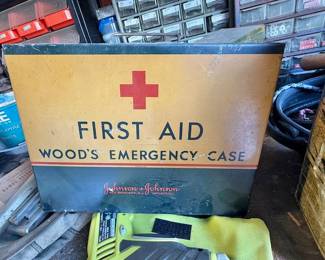 FIRST AID
WOOD'S EMERGENCY CASE
Johnson & Johnson